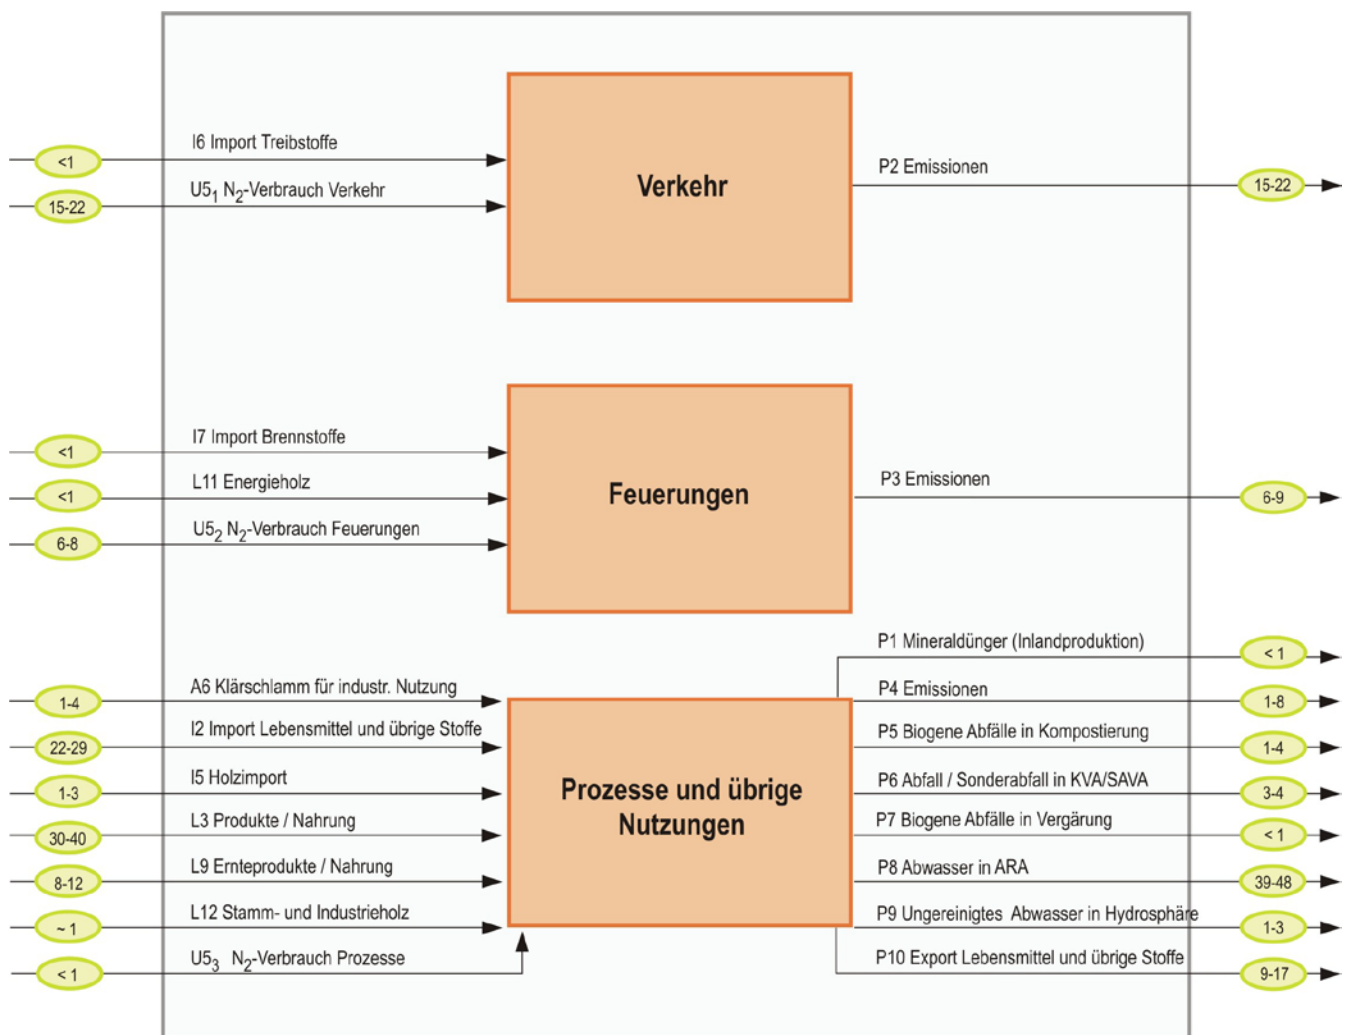 I6 Import Treibstoffe
<1
U5₁ N₂-Verbrauch Verkehr
15-22
Verkehr
P2 Emissionen
15-22
I7 Import Brennstoffe
<1
L11 Energieholz
<1
U5₂ N₂-Verbrauch Feuerungen
6-8
Feuerungen
P3 Emissionen
6-9
A6 Klärschlamm für industr. Nutzung
1-4
I2 Import Lebensmittel und übrige Stoffe
22-29
I5 Holzimport
1-3
L3 Produkte / Nahrung
30-40
L9 Ernteprodukte / Nahrung
8-12
L12 Stamm- und Industrieholz
~ 1
U5₃ N₂-Verbrauch Prozesse
< 1
Prozesse und übrige
Nutzungen
P1 Mineraldünger (Inlandproduktion)
< 1
P4 Emissionen
1-8
P5 Biogene Abfälle in Kompostierung
1-4
P6 Abfall / Sonderabfall in KVA/SAVA
3-4
P7 Biogene Abfälle in Vergärung
< 1
P8 Abwasser in ARA
39-48
P9 Ungereinigtes Abwasser in Hydrosphäre
1-3
P10 Export Lebensmittel und übrige Stoffe
9-17